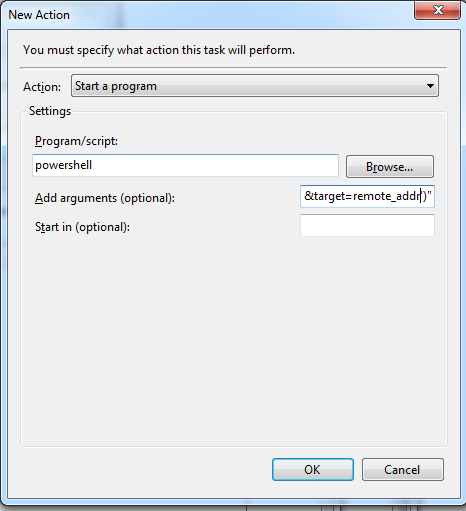 New Action
You must specify what action this task will perform.
Action: Start a program
Settings
Program/script:
powershell
Browse...
Add arguments (optional): &target=remote_addr')"
Start in (optional):
OK Cancel